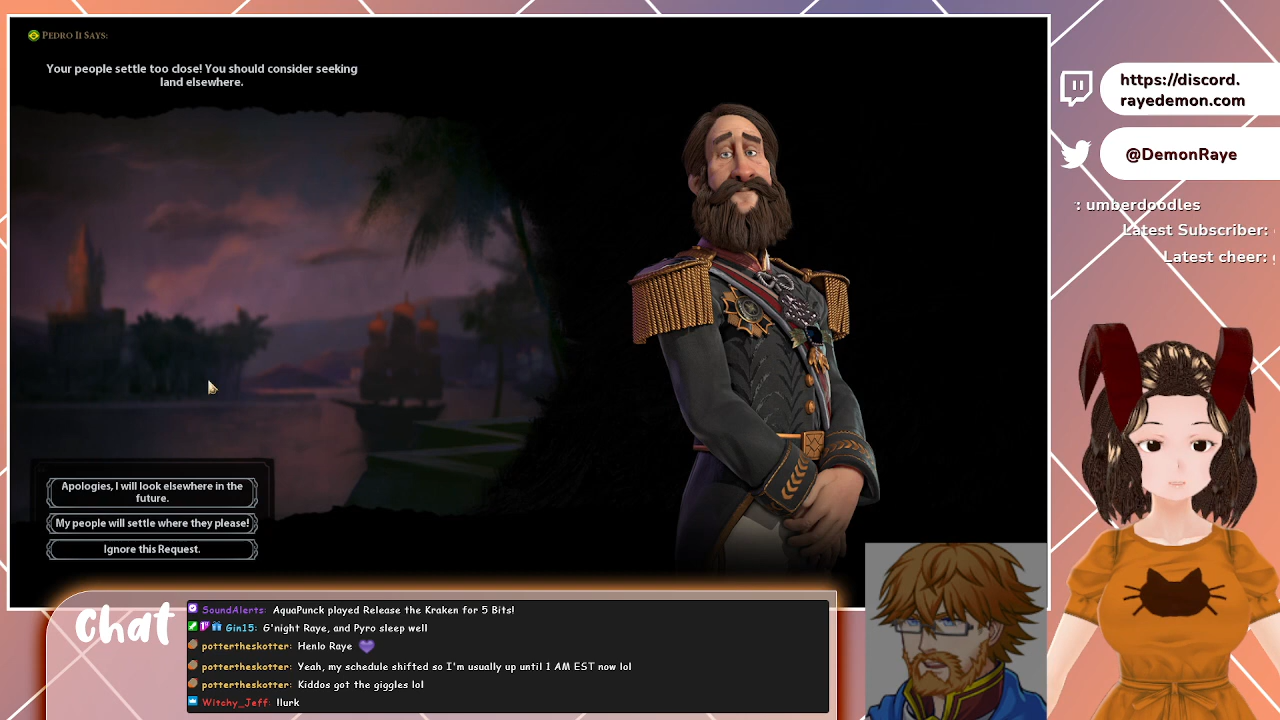 PEDRO II SAYS:
Your people settle too close! You should consider seeking
land elsewhere.
Apologies, I will look elsewhere in the
future.
My people will settle where they please!
Ignore this Request.
https://discord.
rayedemon.com
@DemonRaye
: umberdoodles
Latest Subscriber:
Latest cheer:
chat
SoundAlerts: AquaPunck played Release the Kraken for 5 Bits!
Gin15: G'night Raye, and Pyro sleep well
pottertheskotter: Henlo Raye
pottertheskotter: Yeah, my schedule shifted so I'm usually up until 1 AM EST now lol
pottertheskotter: Kiddos got the giggles lol
Witchy_Jeff: !lurk